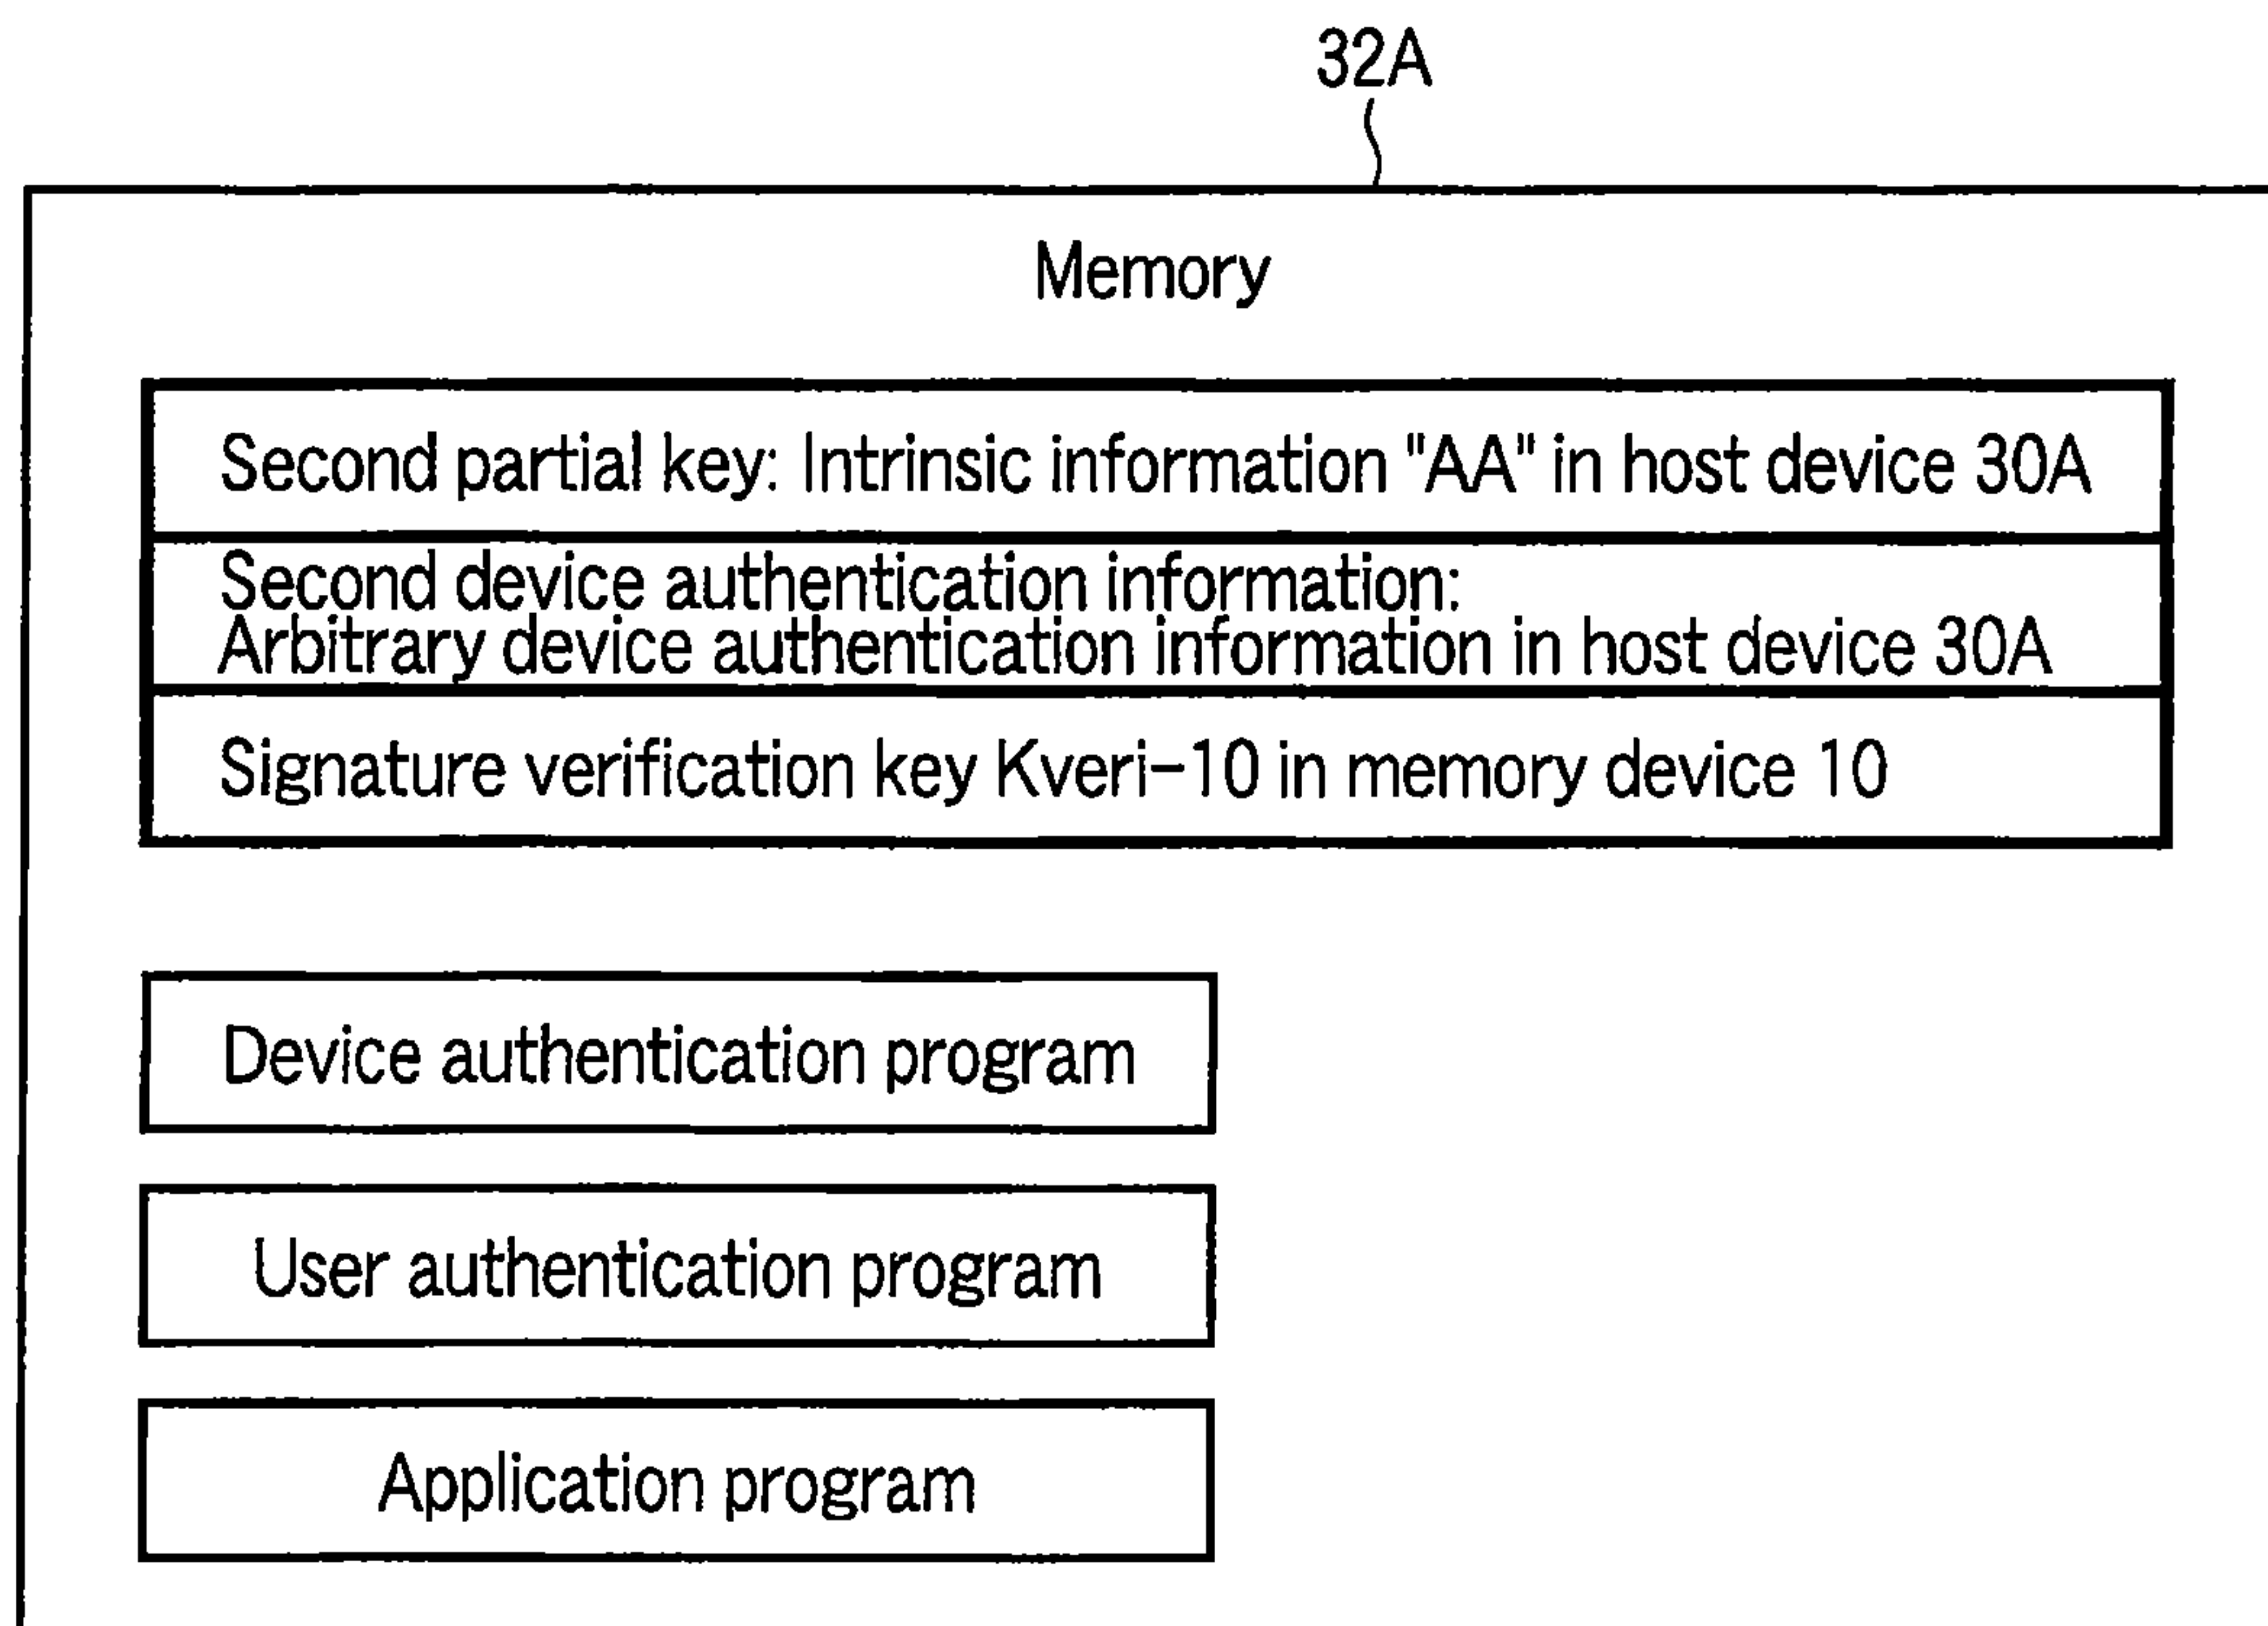 32A
Memory
Second partial key: Intrinsic information "AA" in host device 30A
Second device authentication information:
Arbitrary device authentication information in host device 30A
Signature verification key Kveri-10 in memory device 10
Device authentication program
User authentication program
Application program